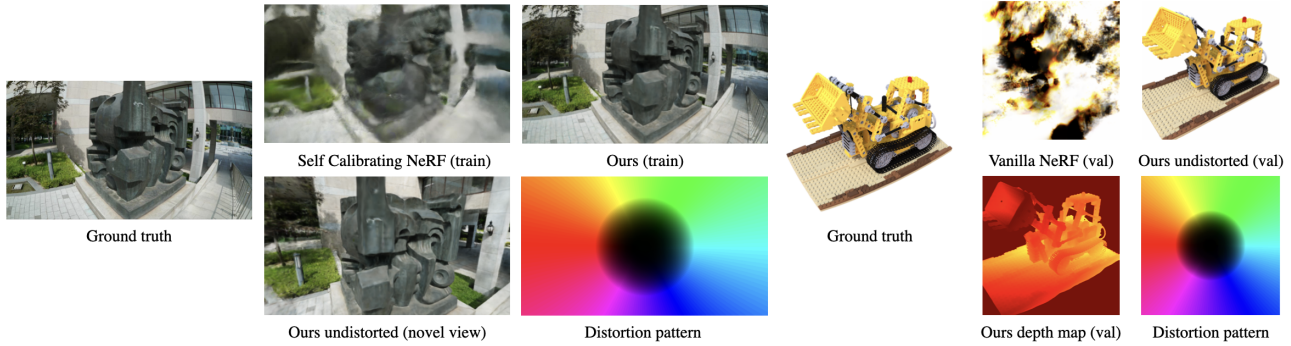 Ground truth
Self Calibrating NeRF (train)
Ours (train)
Ours undistorted (novel view)
Distortion pattern
Ground truth
Vanilla NeRF (val)
Ours undistorted (val)
Ours depth map (val)
Distortion pattern